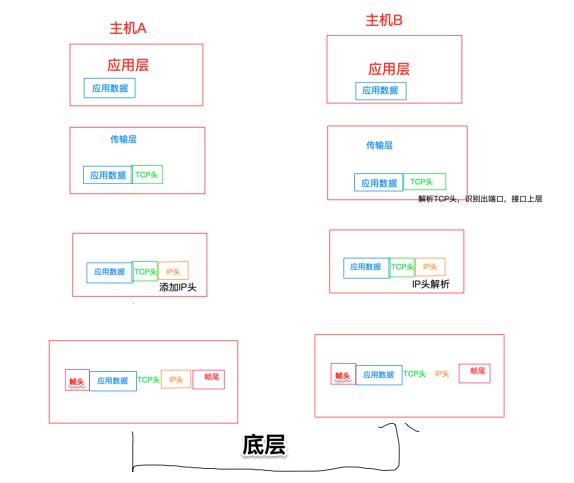 主机A
应用层
应用数据
传输层
应用数据 TCP头
应用数据 TCP头 IP头
添加IP头
帧头 应用数据 TCP头 IP头 帧尾
主机B
应用层
应用数据
传输层
应用数据 TCP头
解析TCP头，识别出端口，接口上层
应用数据 TCP头 IP头
IP头解析
帧头 应用数据 TCP头 IP头 帧尾
底层